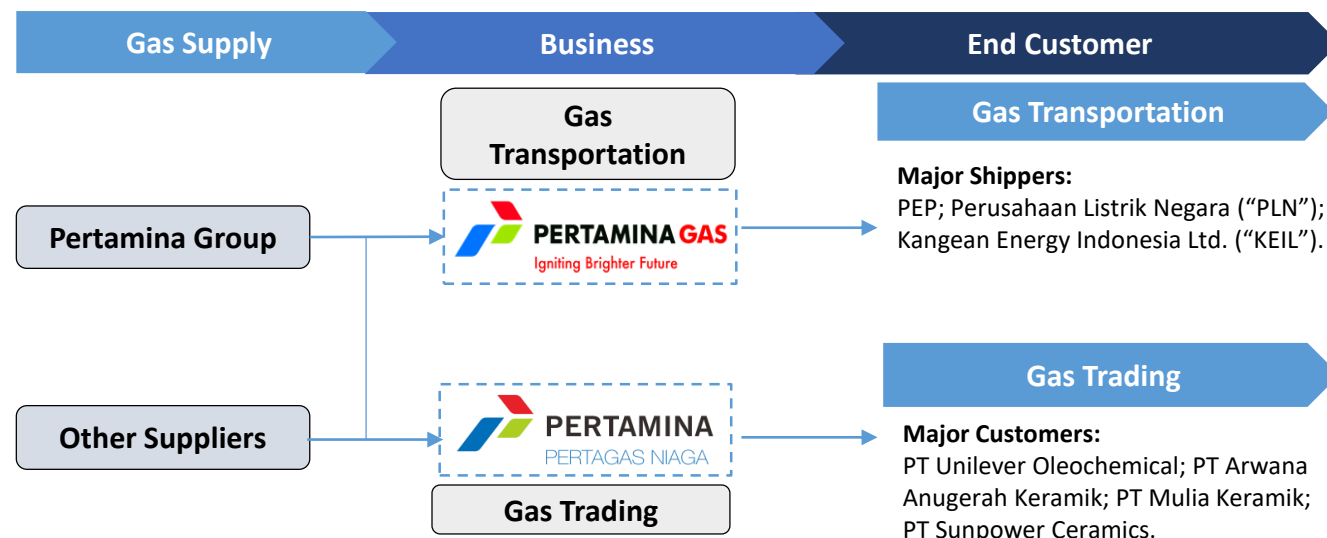 Gas Supply
Business
End Customer
Gas
Transportation
Gas Transportation
Major Shippers:
PEP; Perusahaan Listrik Negara (“PLN”);
Kangean Energy Indonesia Ltd. (“KEIL”).
Pertamina Group
PERTAMINA GAS
Igniting Brighter Future
Gas Trading
Other Suppliers
PERTAMINA
PERTAGAS NIAGA
Gas Trading
Major Customers:
PT Unilever Oleochemical; PT Arwana
Anugerah Keramik; PT Mulia Keramik;
PT Sunpower Ceramics.